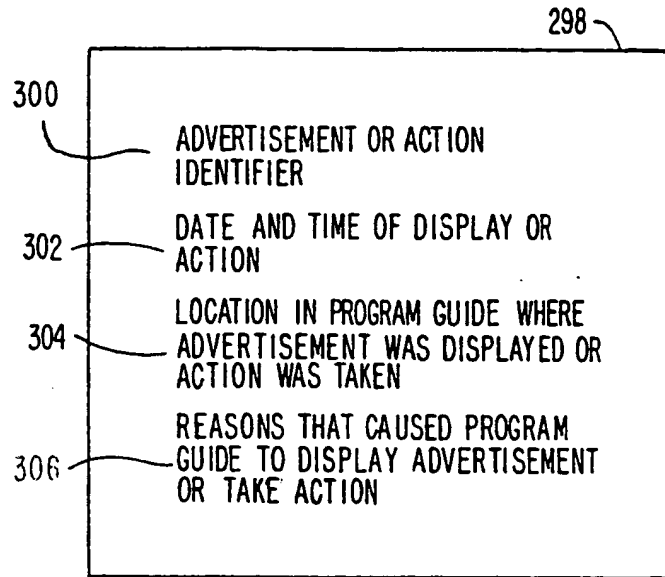 298
300
ADVERTISEMENT OR ACTION
IDENTIFIER
302
DATE AND TIME OF DISPLAY OR
ACTION
304
LOCATION IN PROGRAM GUIDE WHERE
ADVERTISEMENT WAS DISPLAYED OR
ACTION WAS TAKEN
306
REASONS THAT CAUSED PROGRAM
GUIDE TO DISPLAY ADVERTISEMENT
OR TAKE ACTION